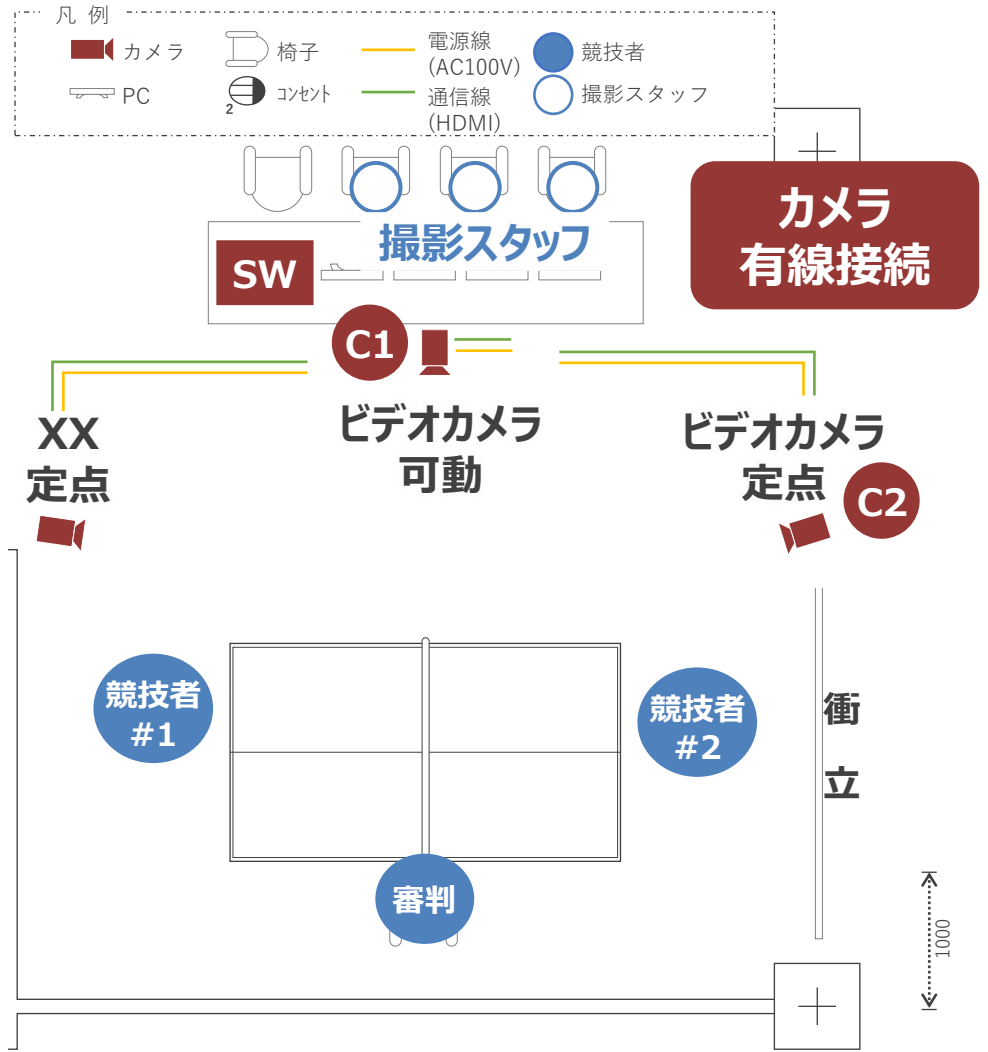 凡 例
カメラ
椅子
電源線
(AC100V)
競技者
PC
2
コンセント
通信線
(HDMI)
撮影スタッフ
カメラ
有線接続
撮影スタッフ
SW
C1
XX
定点
ビデオカメラ
可動
ビデオカメラ
定点
C2
競技者
#1
競技者
#2
衝
立
審判
1000